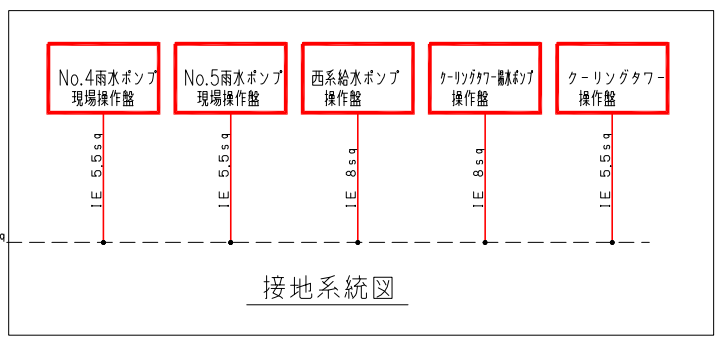 No.4雨水ポンプ
現場操作盤
No.5雨水ポンプ
現場操作盤
西系給水ポンプ
操作盤
クーリングタワー揚水ポンプ
操作盤
クーリングタワー
操作盤
IE 5.5sq
IE 5.5sq
IE 8sq
IE 8sq
IE 5.5sq
q
接地系統図